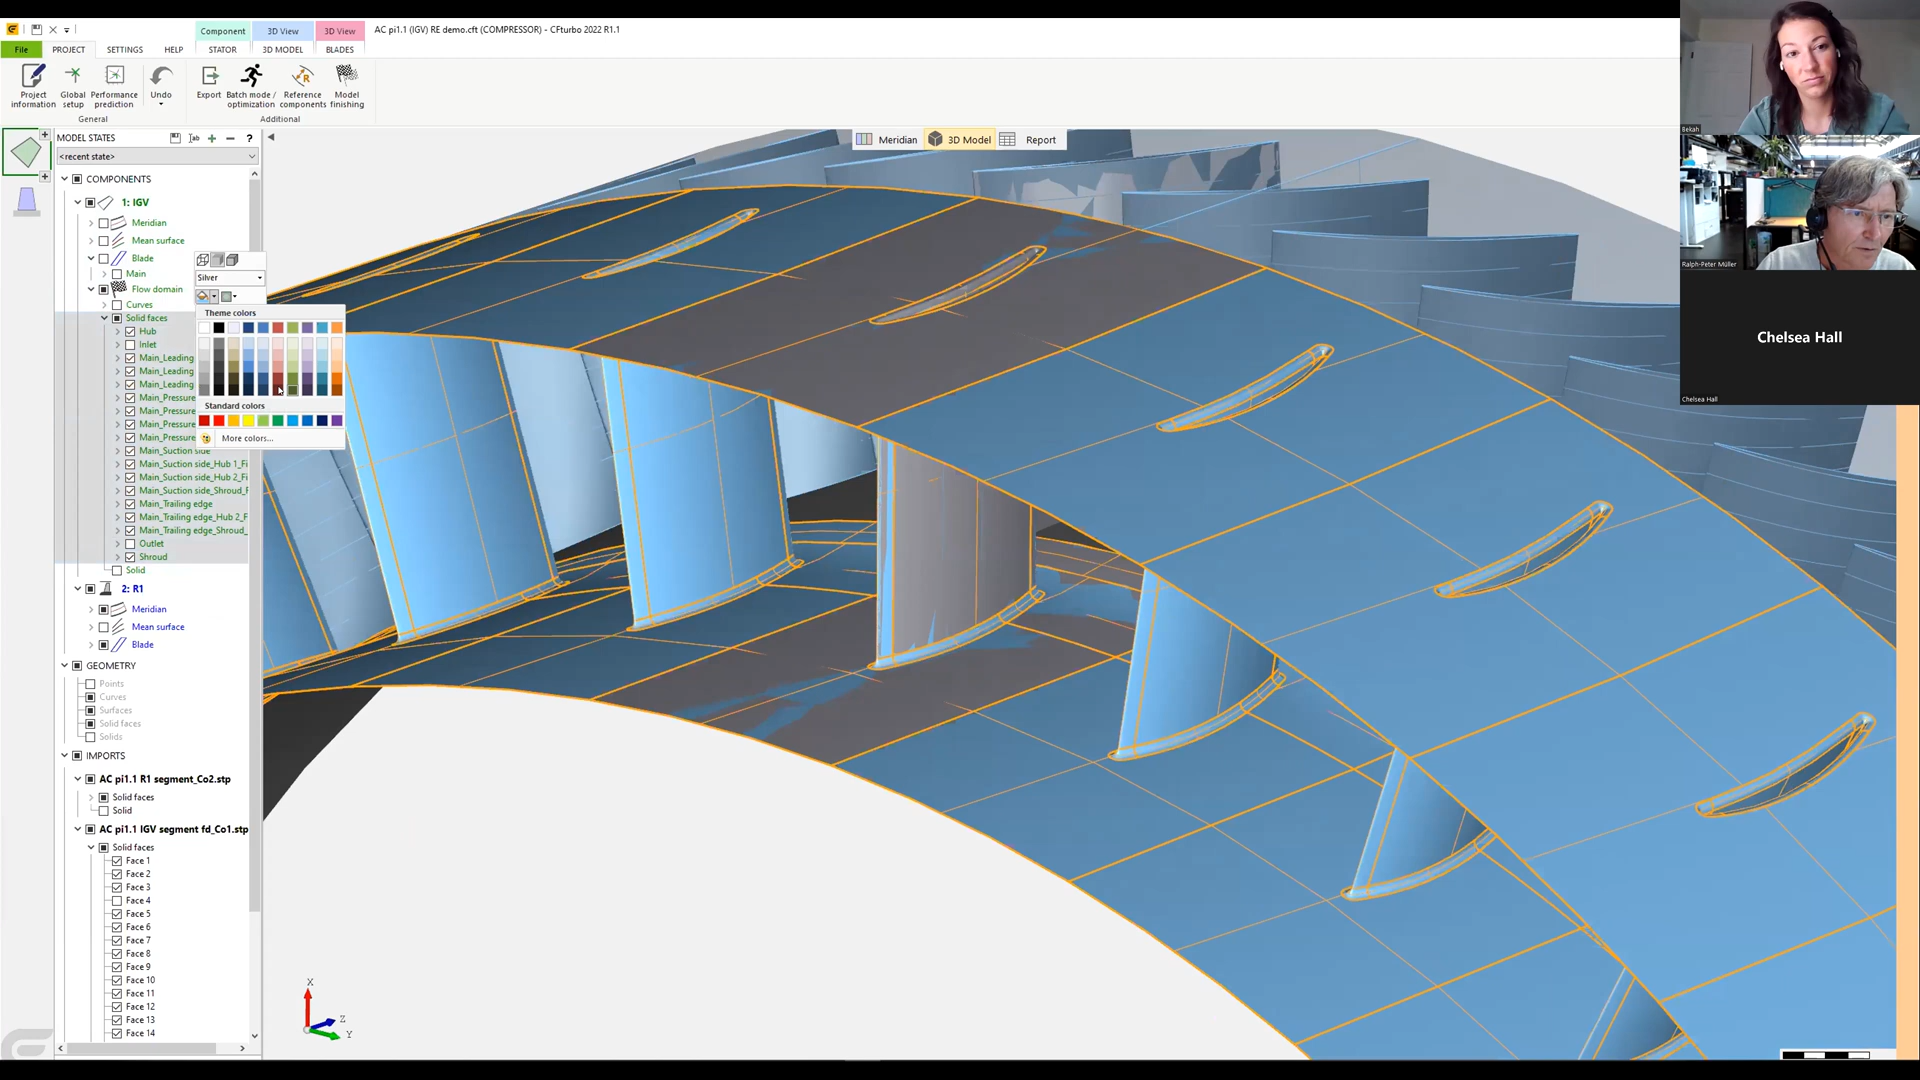 Component
3D View
3D View
AC pi1.1 (IGV) RE demo.cft (COMPRESSOR) - CFturbo 2022 R1.1
File
PROJECT
SETTINGS
HELP
STATOR
3D MODEL
BLADES
Project information
Global setup
Performance prediction
Undo
Export
Batch mode / optimization
Reference components
Model finishing
General
Additional
MODEL STATES
<recent state>
Meridian
3D Model
Report
COMPONENTS
1: IGV
Meridian
Mean surface
Blade
Main
Flow domain
Curves
Solid faces
Hub
Inlet
Main_Leading
Main_Leading
Main_Leading
Main_Pressure
Main_Pressure
Main_Pressure
Main_Pressure
Main_Suction side
Main_Suction side_Hub 1_Fi
Main_Suction side_Hub 2_Fi
Main_Suction side_Shroud_F
Main_Trailing edge
Main_Trailing edge_Hub 2_F
Main_Trailing edge_Shroud_
Outlet
Shroud
Solid
2: R1
Meridian
Mean surface
Blade
GEOMETRY
Points
Curves
Surfaces
Solid faces
Solids
IMPORTS
AC pi1.1 R1 segment_Co2.stp
Solid faces
Solid
AC pi1.1 IGV segment fd_Co1.stp
Solid faces
Face 1
Face 2
Face 3
Face 4
Face 5
Face 6
Face 7
Face 8
Face 9
Face 10
Face 11
Face 12
Face 13
Face 14
Silver
Theme colors
Standard colors
More colors...
X
Z
Y
Bekah
Ralph-Peter Müller
Chelsea Hall
Chelsea Hall